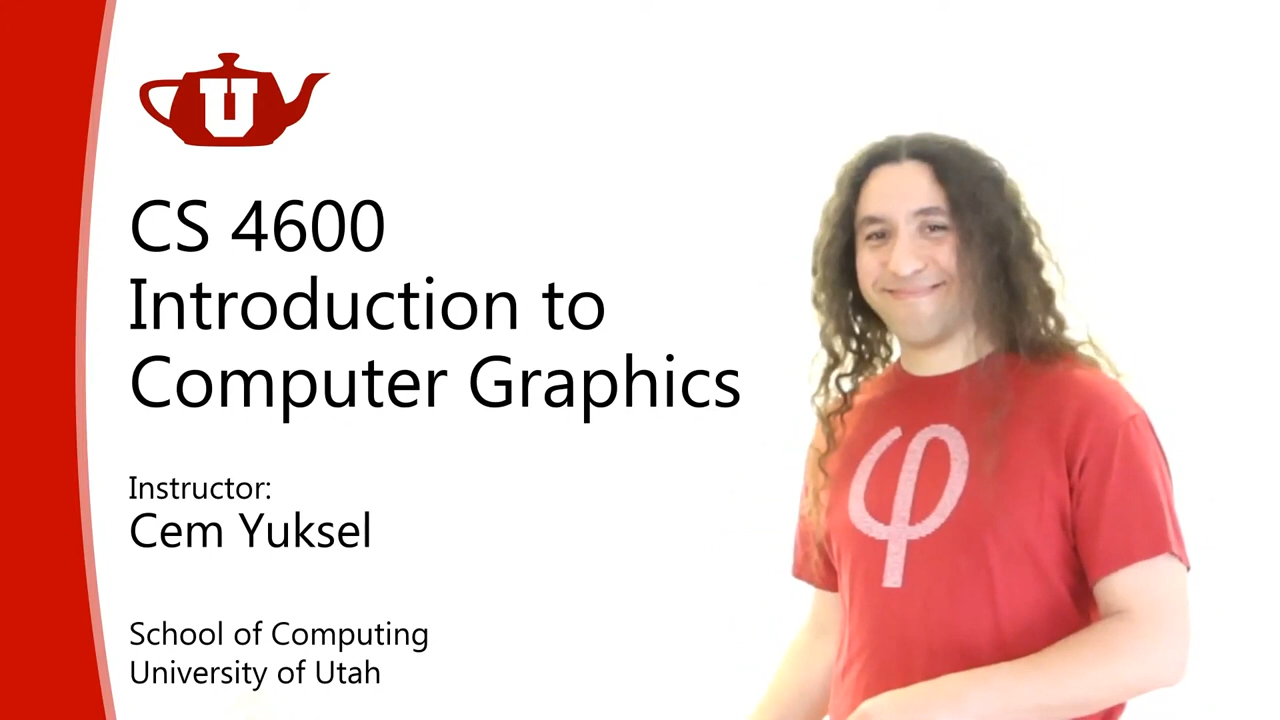 U
CS 4600
Introduction to
Computer Graphics
Instructor:
Cem Yuksel
School of Computing
University of Utah
φ